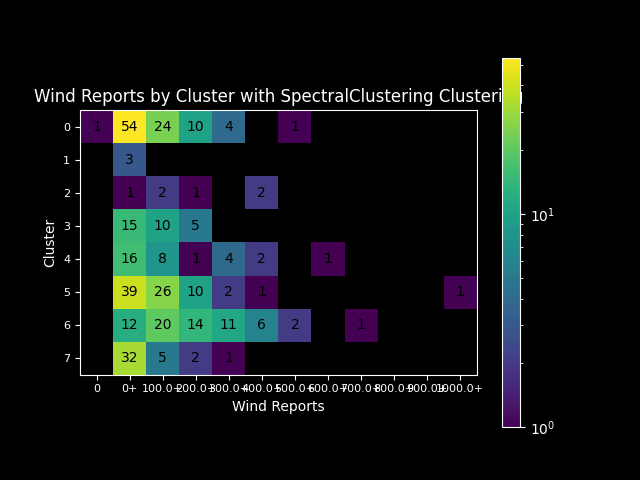 Wind Reports by Cluster with SpectralClustering Clustering
0 1 54 24 10 4 1
1 3
2 1 2 1 2
3 15 10 5
4 16 8 1 4 2 1
5 39 26 10 2 1 1
6 12 20 14 11 6 2 1
7 32 5 2 1
Cluster
0 0+ 100.0+ 200.0+ 300.0+ 400.0+ 500.0+ 600.0+ 700.0+ 800.0+ 900.0+ 1000.0+
Wind Reports
10^1
10^0